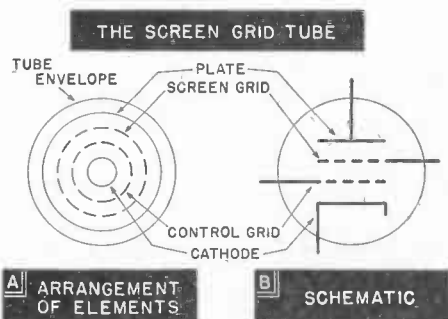 THE SCREEN GRID TUBE
TUBE
ENVELOPE
PLATE
SCREEN GRID
CONTROL GRID
CATHODE
A ARRANGEMENT
OF ELEMENTS
B SCHEMATIC